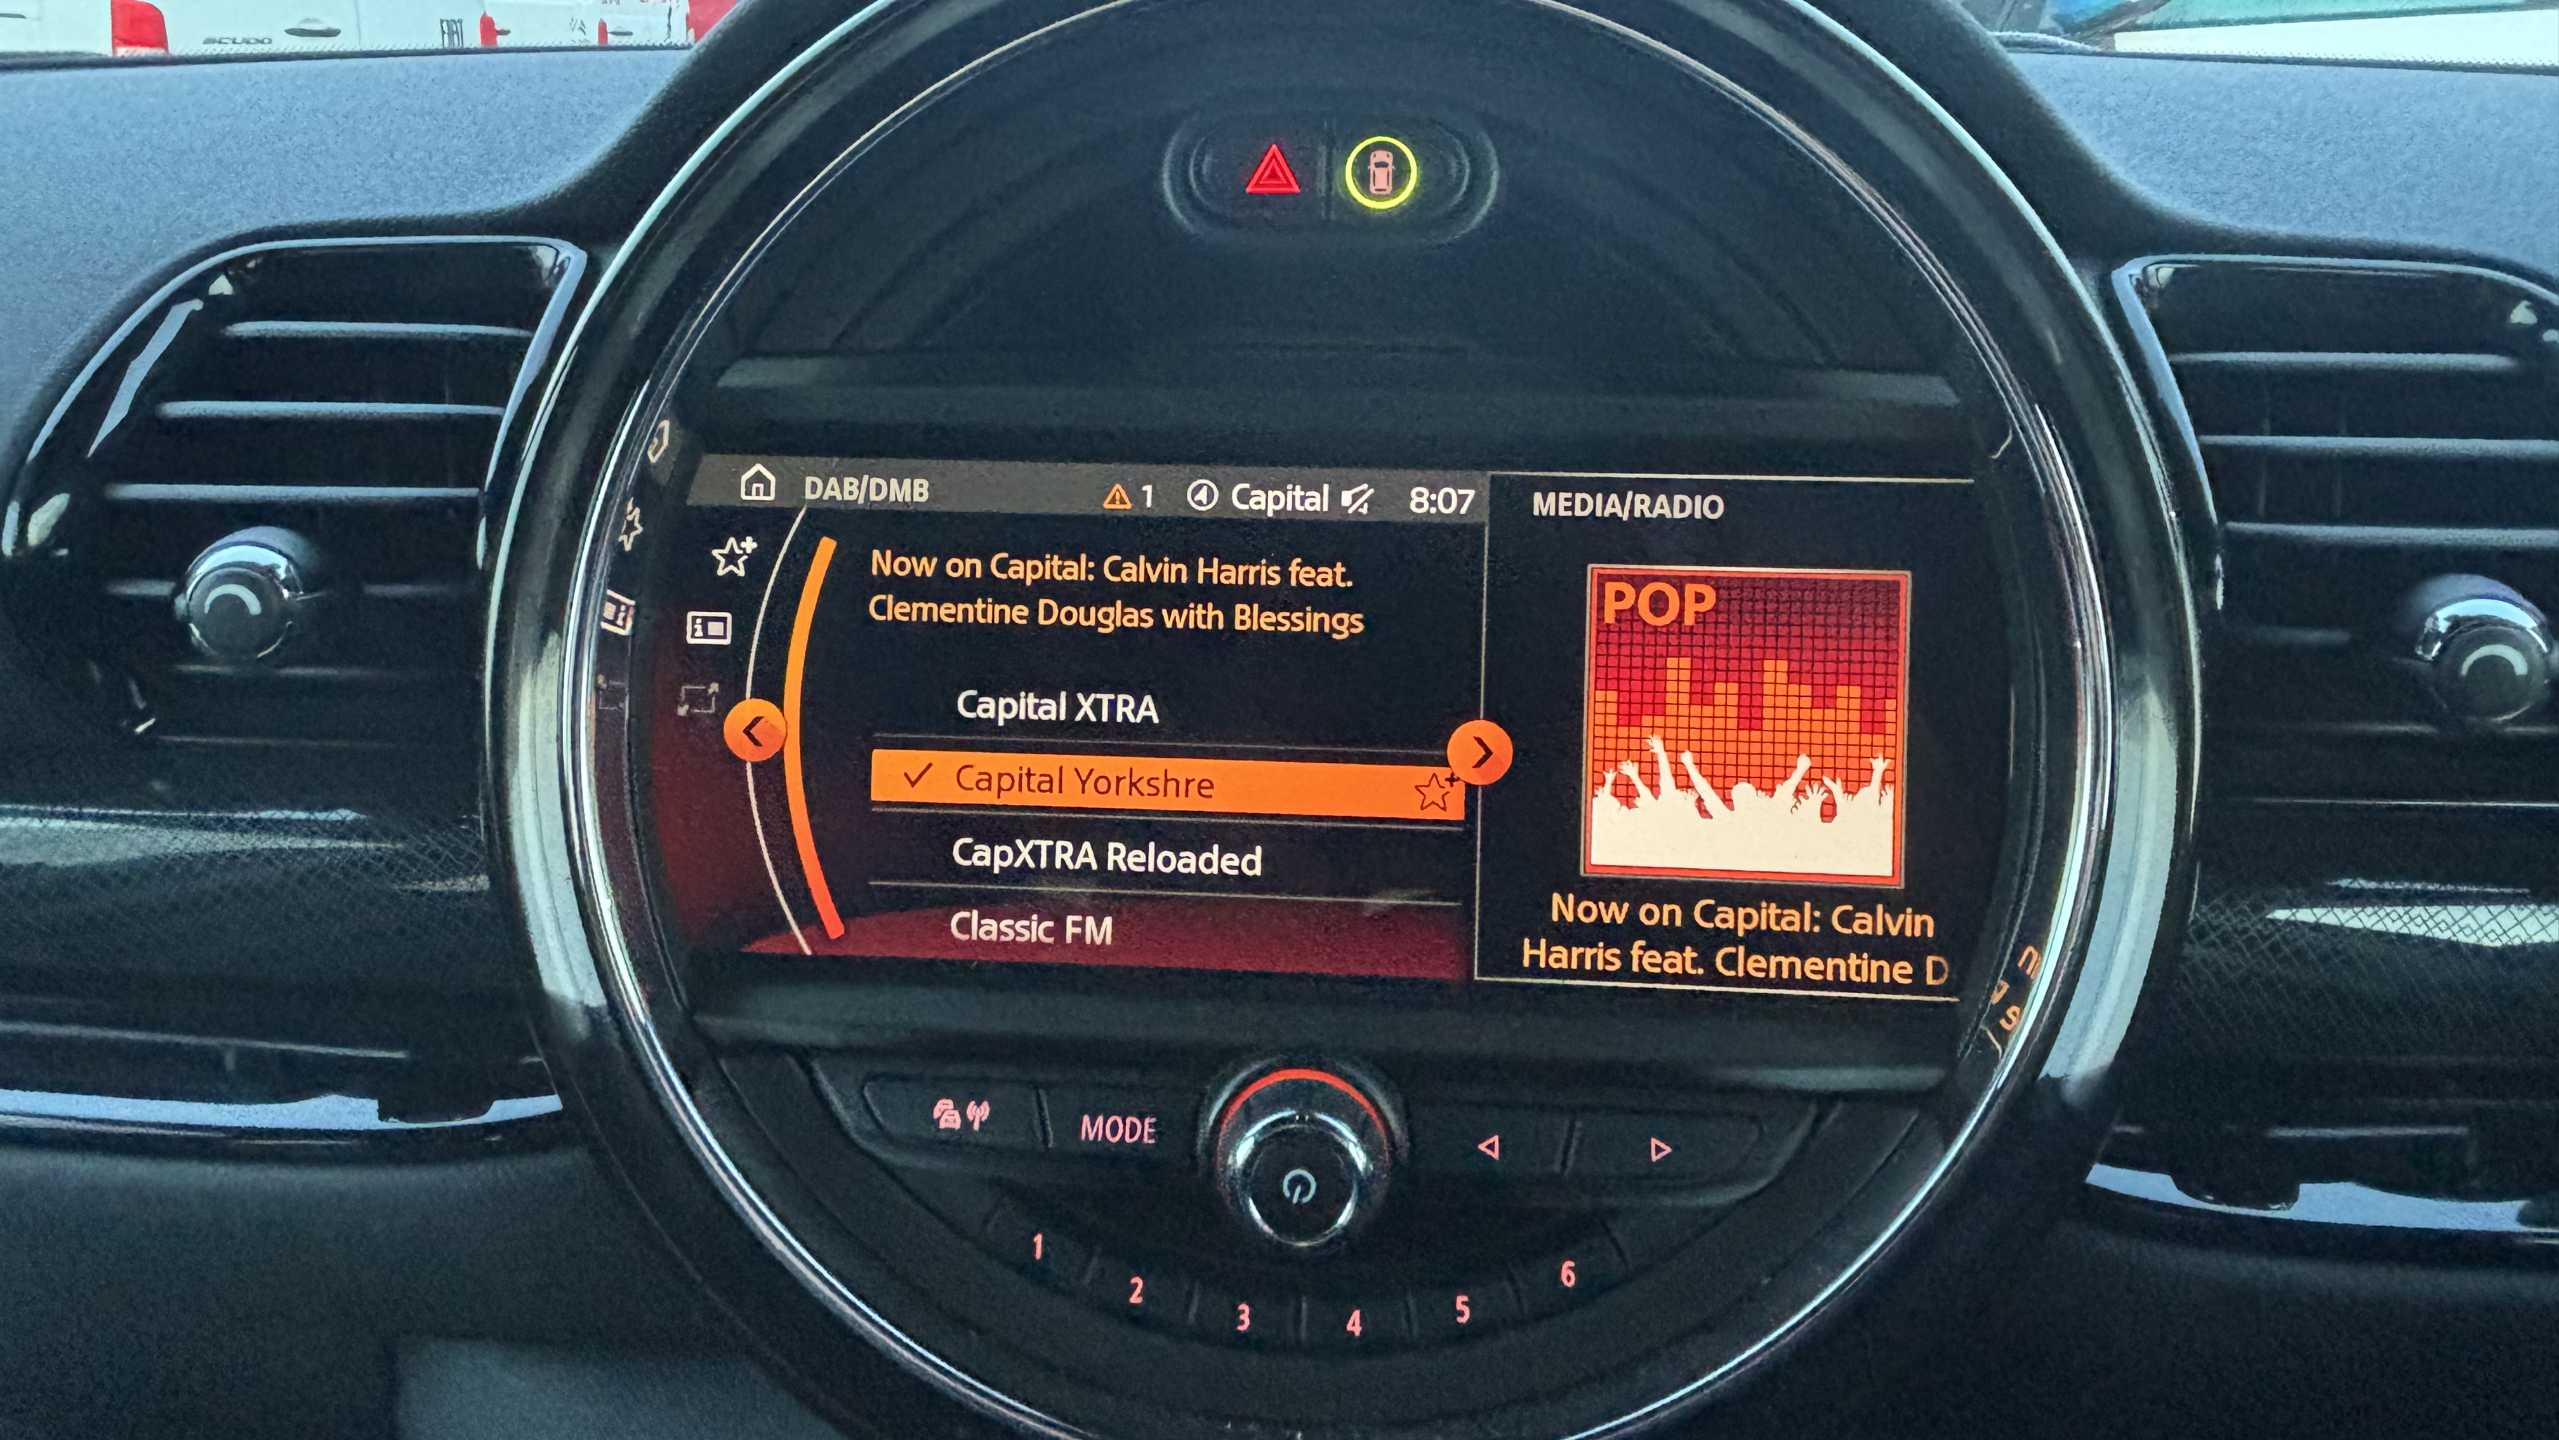 SCUDO
FIAT
DAB/DMB
1
Capital
8:07
MEDIA/RADIO
Now on Capital: Calvin Harris feat.
Clementine Douglas with Blessings
Capital XTRA
Capital Yorkshre
CapXTRA Reloaded
Classic FM
POP
Now on Capital: Calvin
Harris feat. Clementine D
MODE
1
2
3
4
5
6